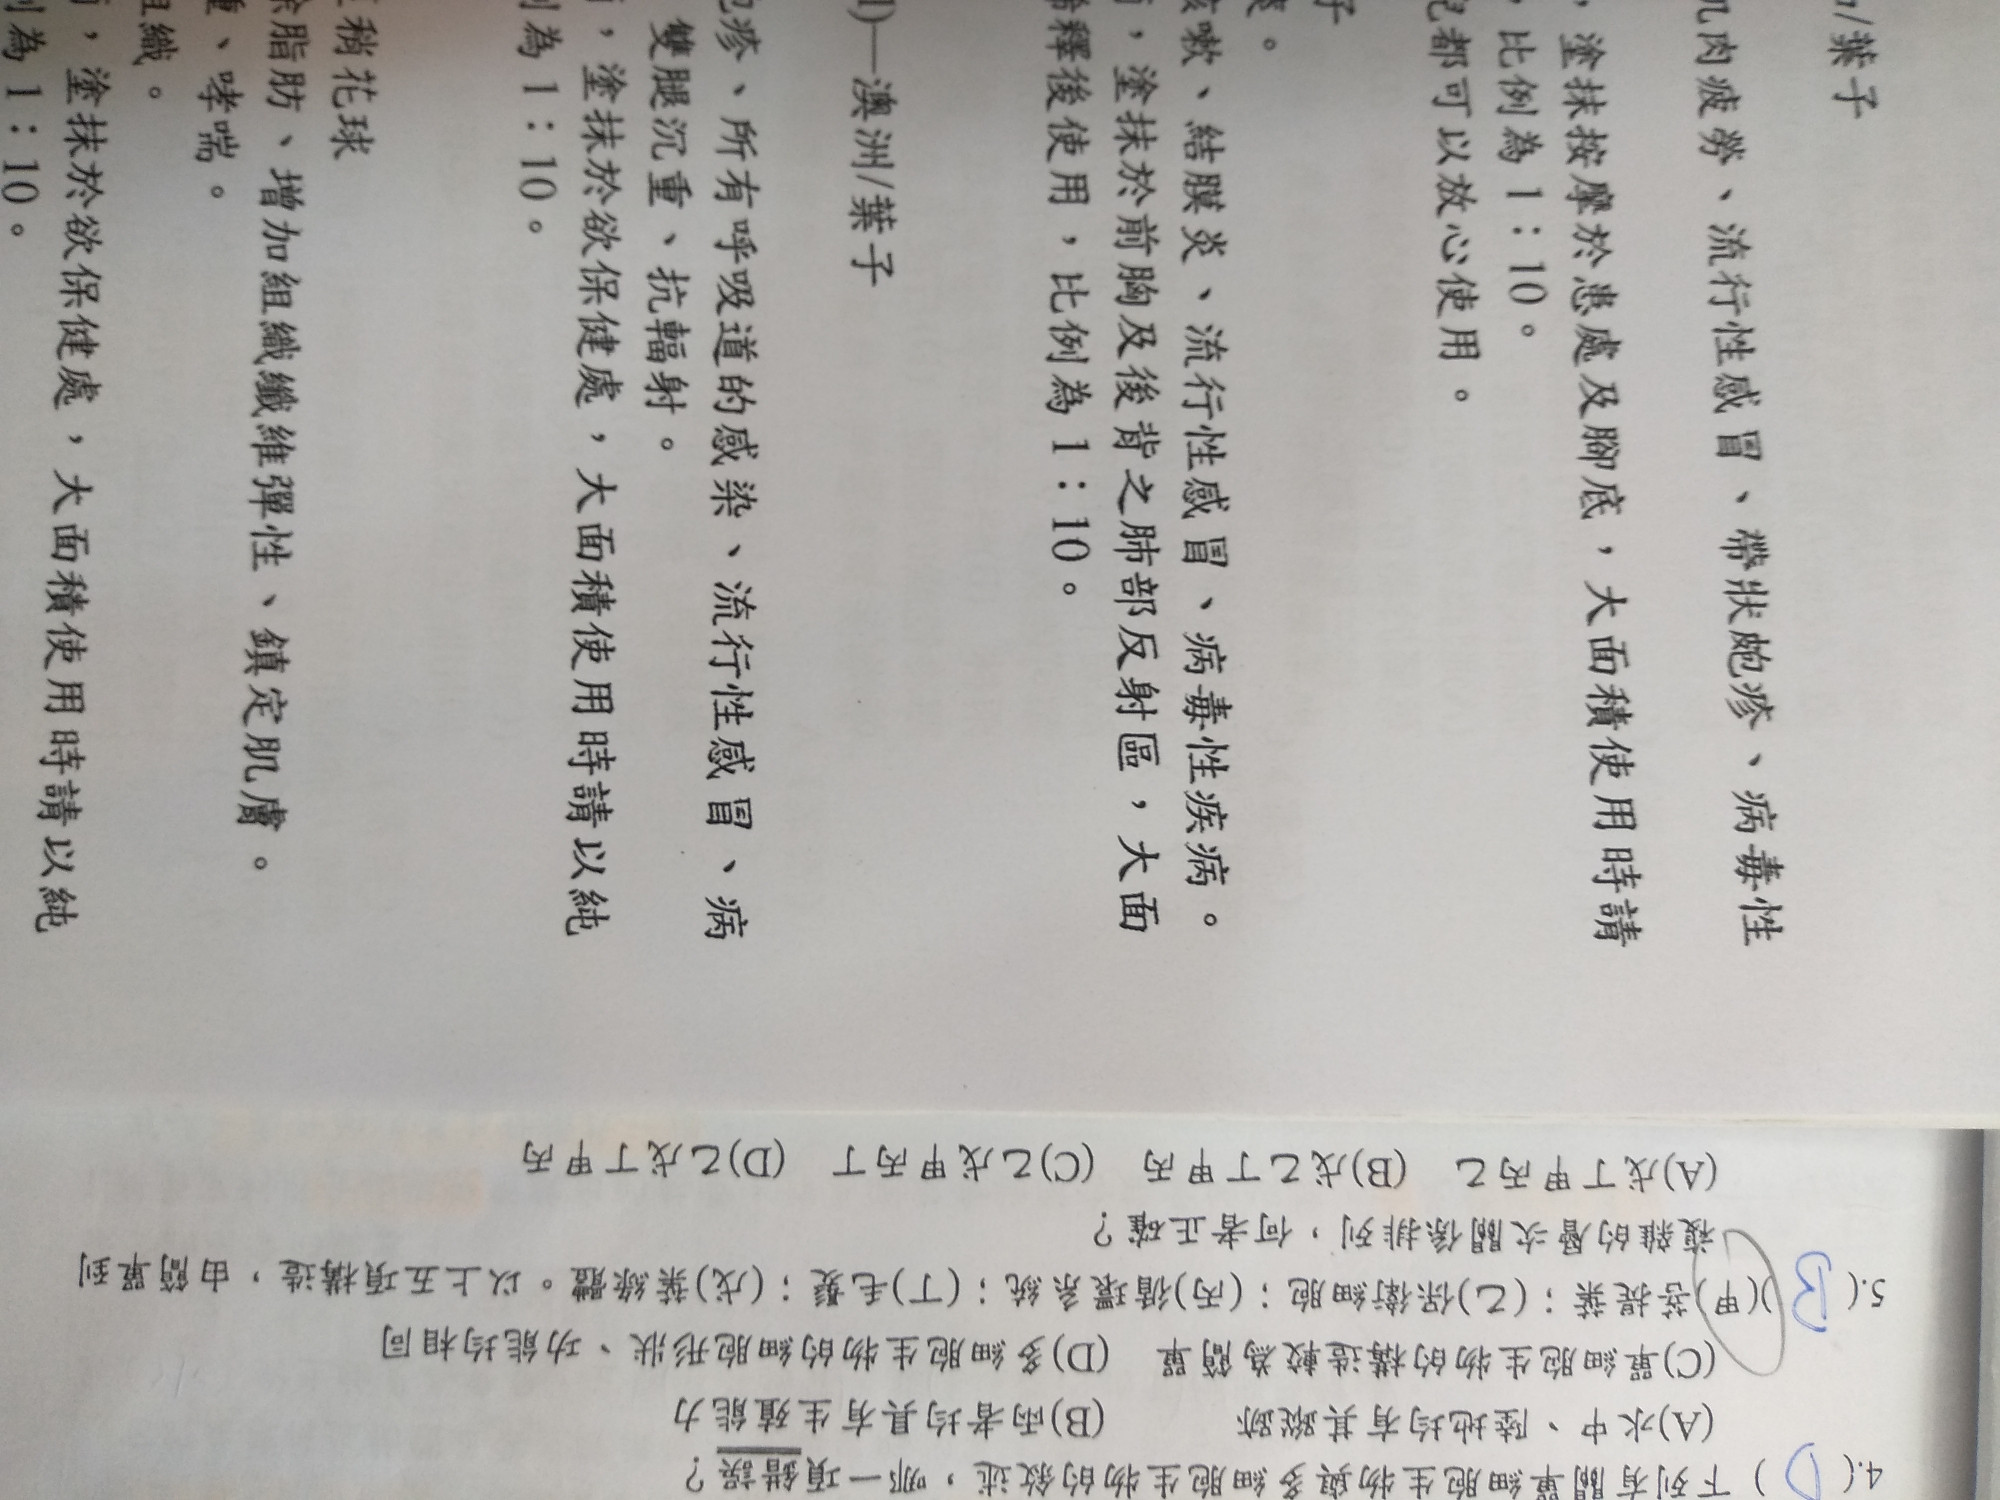 /葉子
肌肉疲勞、流行性感冒、帶狀皰疹、病毒性
,塗抹按摩於患處及腳底,大面積使用時請
,比例為1:10。
都可以放心使用。
子
。
嗽、結膜炎、流行性感冒、病毒性疾病。
,塗抹於前胸及後背之肺部反射區,大面
釋後使用,比例為1:10。
—澳洲/葉子
疹、所有呼吸道的感染、流行性感冒、病
雙腿沉重、抗輻射。
,塗抹於欲保健處,大面積使用時請以純
為1:10。
稍花球
脂肪、增加組織纖維彈性、鎮定肌膚。
、哮喘。
織。
,塗抹於欲保健處,大面積使用時請以純
為1:10。
4.( D ) 下列有關單細胞生物與多細胞生物的敘述,哪一項錯誤?
(A)水中、陸地均有其蹤跡 (B)兩者均具有生殖能力
(C)單細胞生物的構造較為簡單 (D)多細胞生物的細胞形狀、功能均相同
5.( B )(甲)菩提葉;(乙)保衛細胞;(丙)循環系統;(丁)毛髮;(戊)葉綠體。以上五項構造,由簡單到
複雜的層次關係排列,何者正確?
(A)戊丁甲丙乙 (B)戊乙丁甲丙 (C)乙戊甲丙丁 (D)乙戊丁甲丙